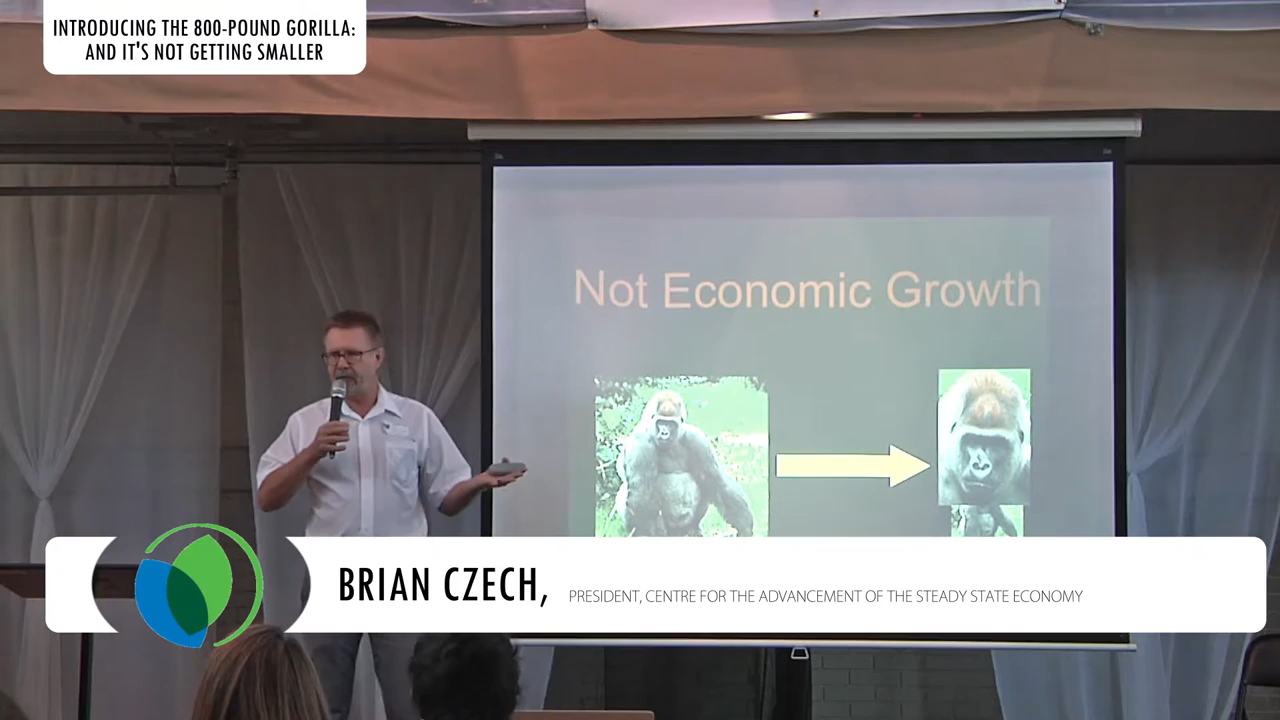 INTRODUCING THE 800-POUND GORILLA:
AND IT'S NOT GETTING SMALLER
Not Economic Growth
BRIAN CZECH, PRESIDENT, CENTRE FOR THE ADVANCEMENT OF THE STEADY STATE ECONOMY